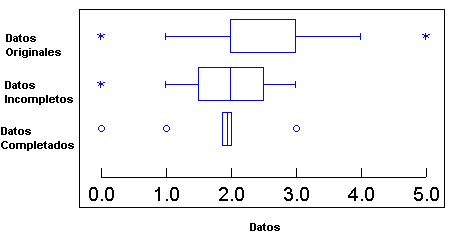 Datos
Originales
Datos
Incompletos
Datos
Completados
0.0 1.0 2.0 3.0 4.0 5.0
Datos